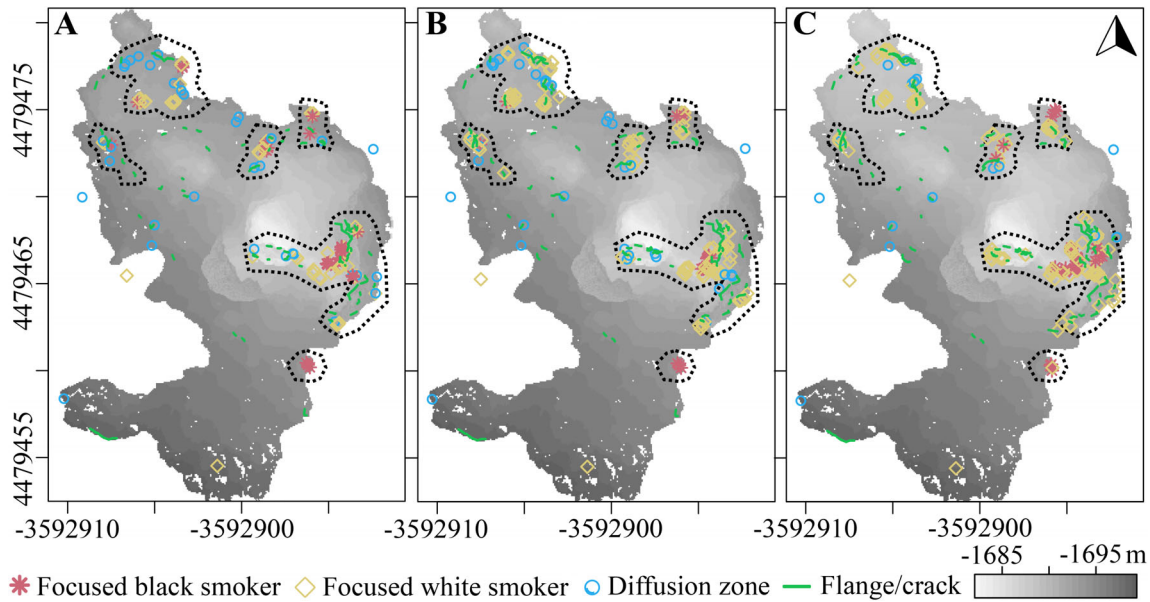 A B C
4479475
4479465
4479455
-3592910 -3592900 -3592910 -3592900 -3592910 -3592900
-1685 -1695 m
Focused black smoker Focused white smoker Diffusion zone Flange/crack